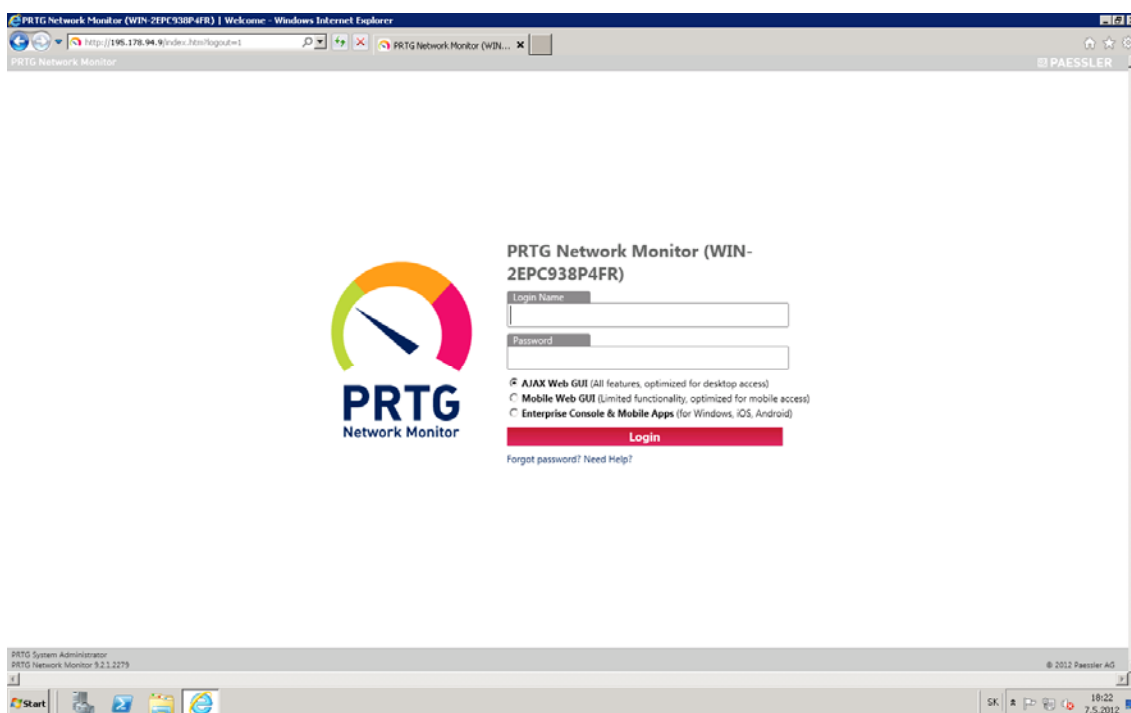 PRTG Network Monitor (WIN-2EPC938P4FR) | Welcome - Windows Internet Explorer
http://195.178.94.9/index.htm?logout=1
PRTG Network Monitor (WIN...
PRTG Network Monitor
PAESSLER
PRTG Network Monitor (WIN-
2EPC938P4FR)
Login Name
Password
AJAX Web GUI (All features, optimized for desktop access)
Mobile Web GUI (Limited functionality, optimized for mobile access)
Enterprise Console & Mobile Apps (for Windows, iOS, Android)
Login
Forgot password? Need Help?
PRTG
Network Monitor
PRTG System Administrator
PRTG Network Monitor 9.2.1.2279
© 2012 Paessler AG
Start
SK
18:22
7.5.2012